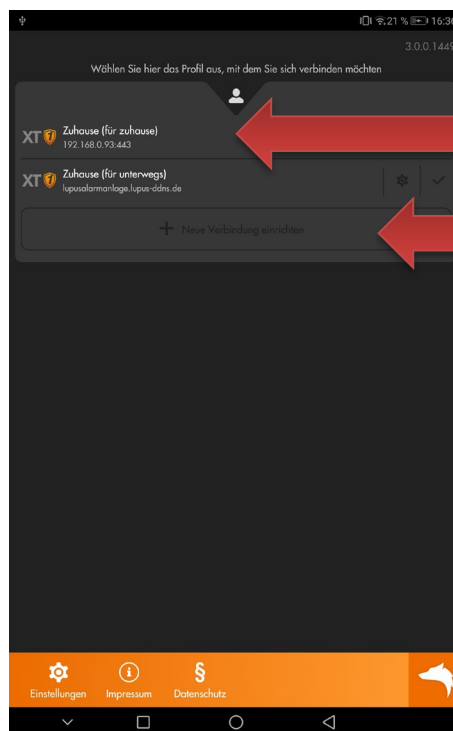 21 % 16:36
3.0.0.1449
Wählen Sie hier das Profil aus, mit dem Sie sich verbinden möchten
XT 1 Zuhause (für zuhause)
192.168.0.93:443
XT 1 Zuhause (für unterwegs)
lupusalarmanlage.lupus-ddns.de
+ Neue Verbindung einrichten
Einstellungen Impressum Datenschutz